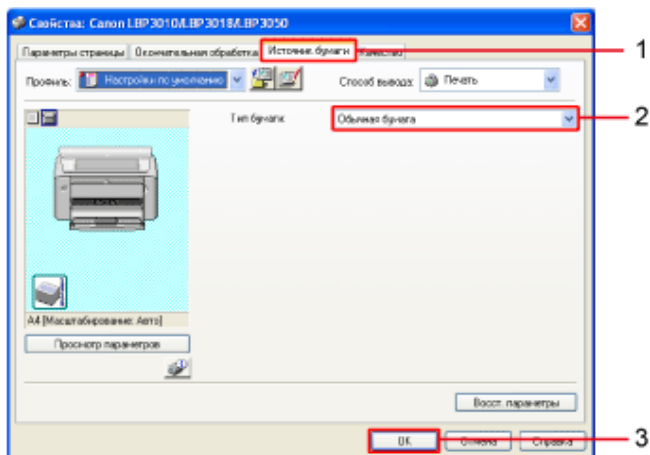 Свойства: Canon LBP3010/LBP3018/LBP3050
Параметры страницы Окончательная обработка Источник бумаги Качество
1
Профиль: Настройки по умолчанию Способ вывода: Печать
Тип бумаги: Обычная бумага
2
A4 [Масштабирование: Авто]
Просмотр параметров
Восст. параметры
OK Отмена Справка
3